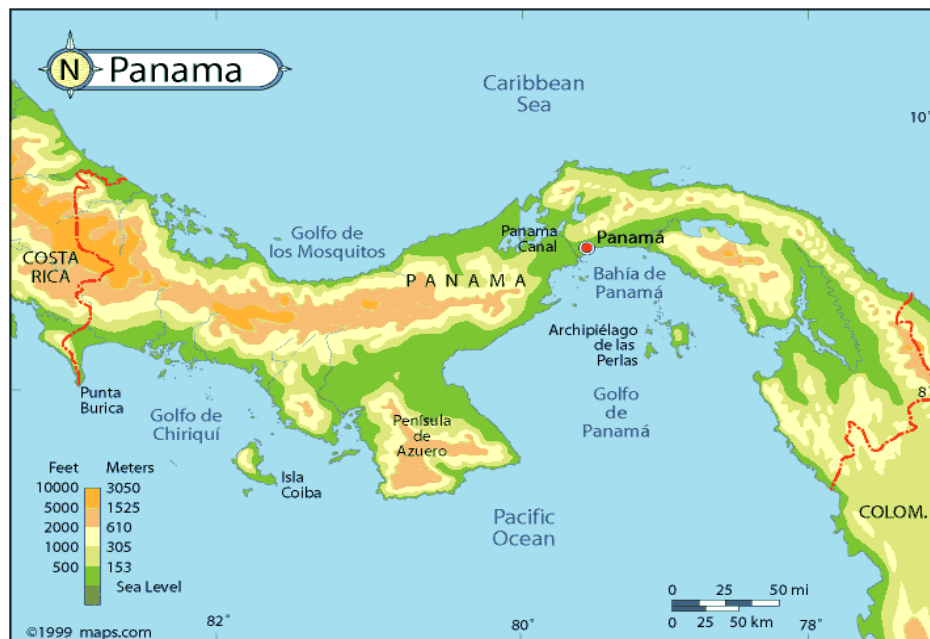 N Panama
Caribbean
Sea
10°
Golfo de
los Mosquitos
Panama
Canal
Panamá
COSTA
RICA
PANAMA
Bahía de
Panamá
Archipiélago
de las
Perlas
Punta
Burica
8°
Golfo de
Chiriquí
Golfo
de
Panamá
Penísula
de
Azuero
Isla
Coiba
Feet Meters
10000 3050
5000 1525
2000 610
1000 305
500 153
Sea Level
COLOM.
Pacific
Ocean
0 25 50 mi
0 25 50 km
82° 80° 78°
©1999 maps.com